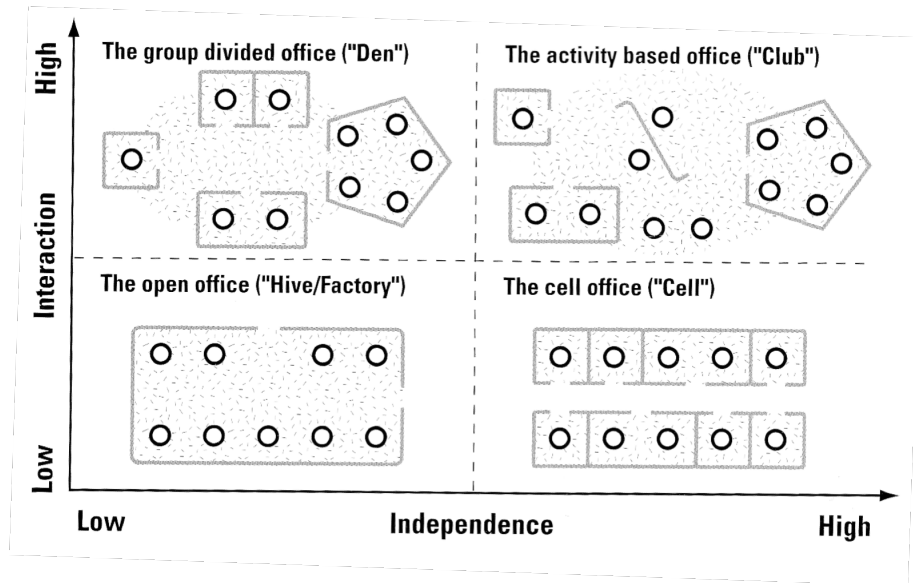 High
The group divided office ("Den")
The activity based office ("Club")
Interaction
The open office ("Hive/Factory")
The cell office ("Cell")
Low
Low
Independence
High